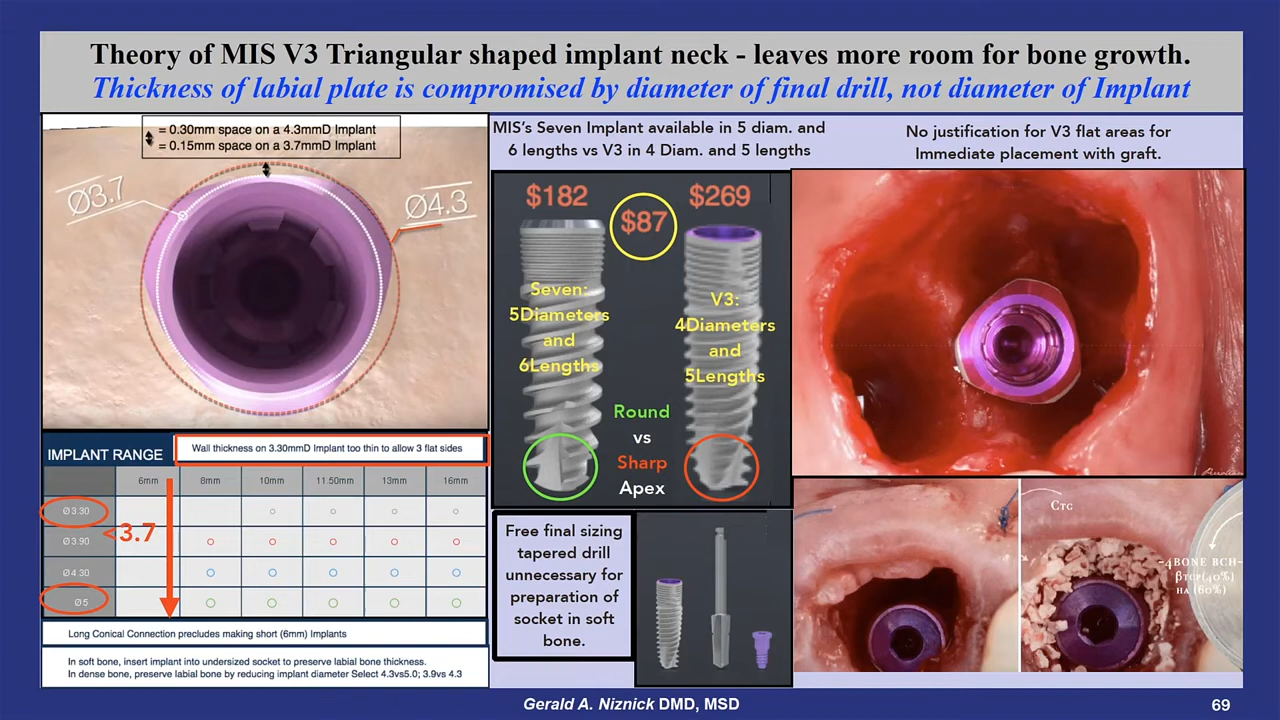 Theory of MIS V3 Triangular shaped implant neck - leaves more room for bone growth.
Thickness of labial plate is compromised by diameter of final drill, not diameter of Implant
= 0.30mm space on a 4.3mmD Implant
= 0.15mm space on a 3.7mmD Implant
Ø3.7
Ø4.3
MIS's Seven Implant available in 5 diam. and
6 lengths vs V3 in 4 Diam. and 5 lengths
No justification for V3 flat areas for
Immediate placement with graft.
$182
$87
$269
Seven:
5Diameters
and
6Lengths
V3:
4Diameters
and
5Lengths
Round
vs
Sharp
Apex
IMPLANT RANGE
Wall thickness on 3.30mmD Implant too thin to allow 3 flat sides
6mm 8mm 10mm 11.50mm 13mm 16mm
Ø3.30
Ø3.90
<3.7
Ø4.30
Ø5
Long Conical Connection precludes making short (6mm) Implants
In soft bone, insert implant into undersized socket to preserve labial bone thickness.
In dense bone, preserve labial bone by reducing implant diameter Select 4.3vs5.0; 3.9vs 4.3
Free final sizing
tapered drill
unnecessary for
preparation of
socket in soft
bone.
CTG
-4BONE BCH-
βTCP(40%)
HA (60%)
Gerald A. Niznick DMD, MSD
69